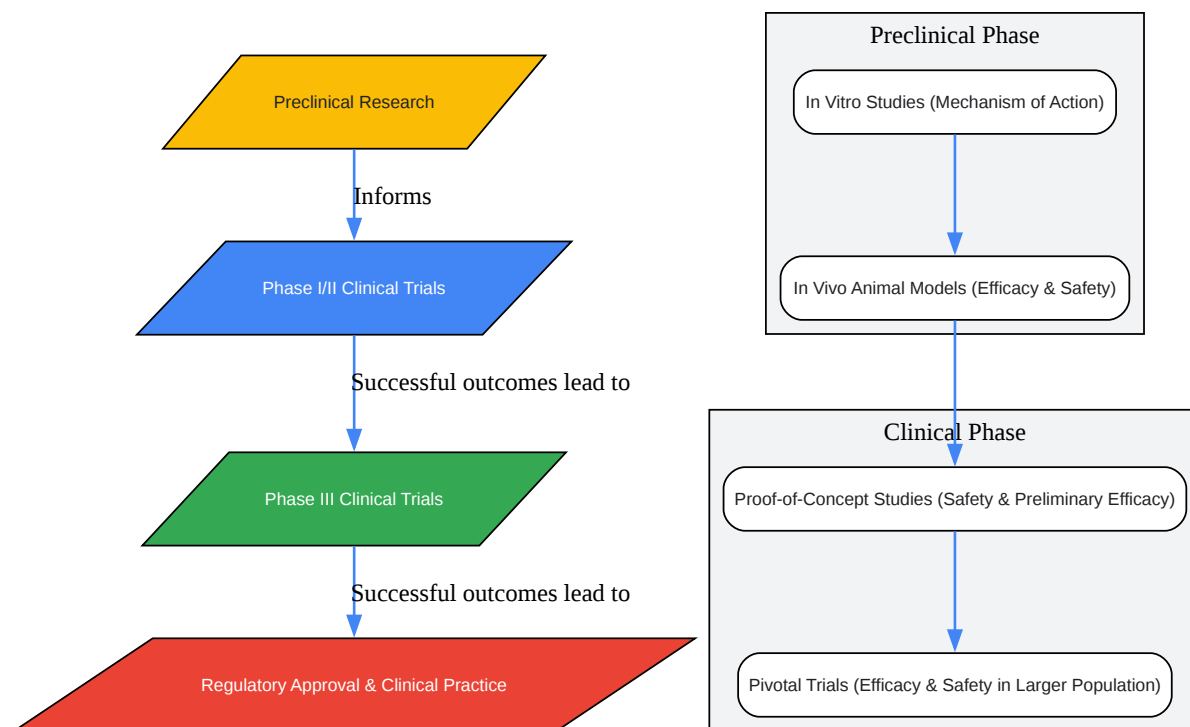 Preclinical Research
Informs
Phase I/II Clinical Trials
Successful outcomes lead to
Phase III Clinical Trials
Successful outcomes lead to
Regulatory Approval & Clinical Practice
Preclinical Phase
In Vitro Studies (Mechanism of Action)
In Vivo Animal Models (Efficacy & Safety)
Clinical Phase
Proof-of-Concept Studies (Safety & Preliminary Efficacy)
Pivotal Trials (Efficacy & Safety in Larger Population)